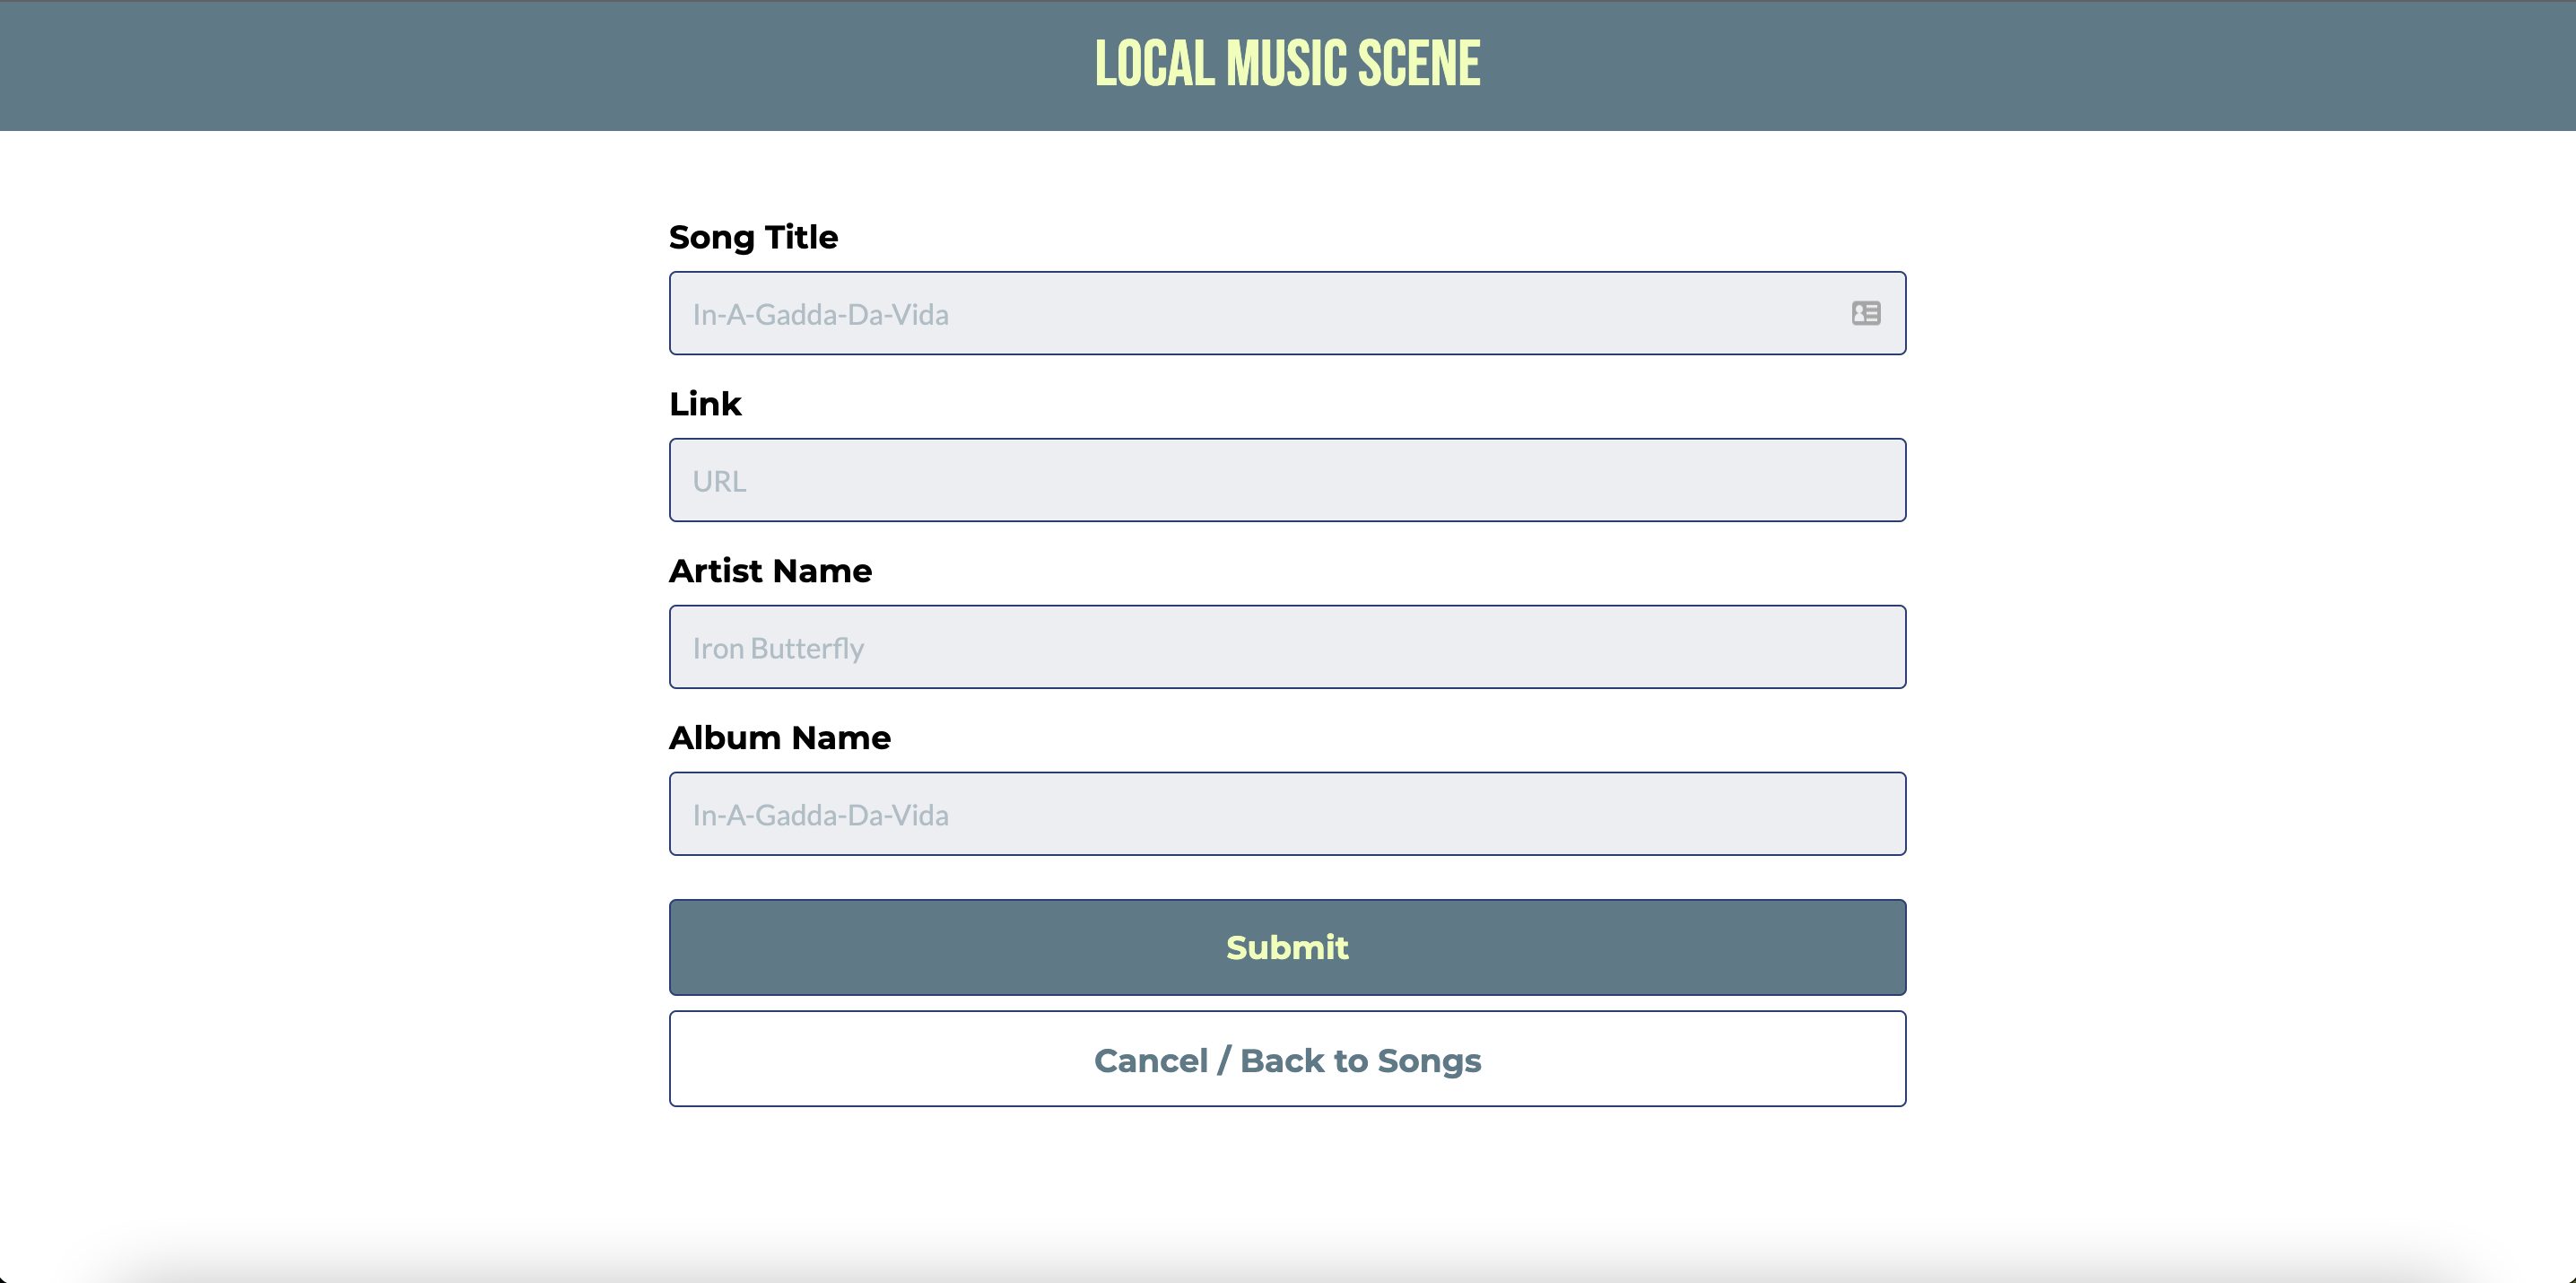 LOCAL MUSIC SCENE
Song Title
In-A-Gadda-Da-Vida
Link
URL
Artist Name
Iron Butterfly
Album Name
In-A-Gadda-Da-Vida
Submit
Cancel / Back to Songs